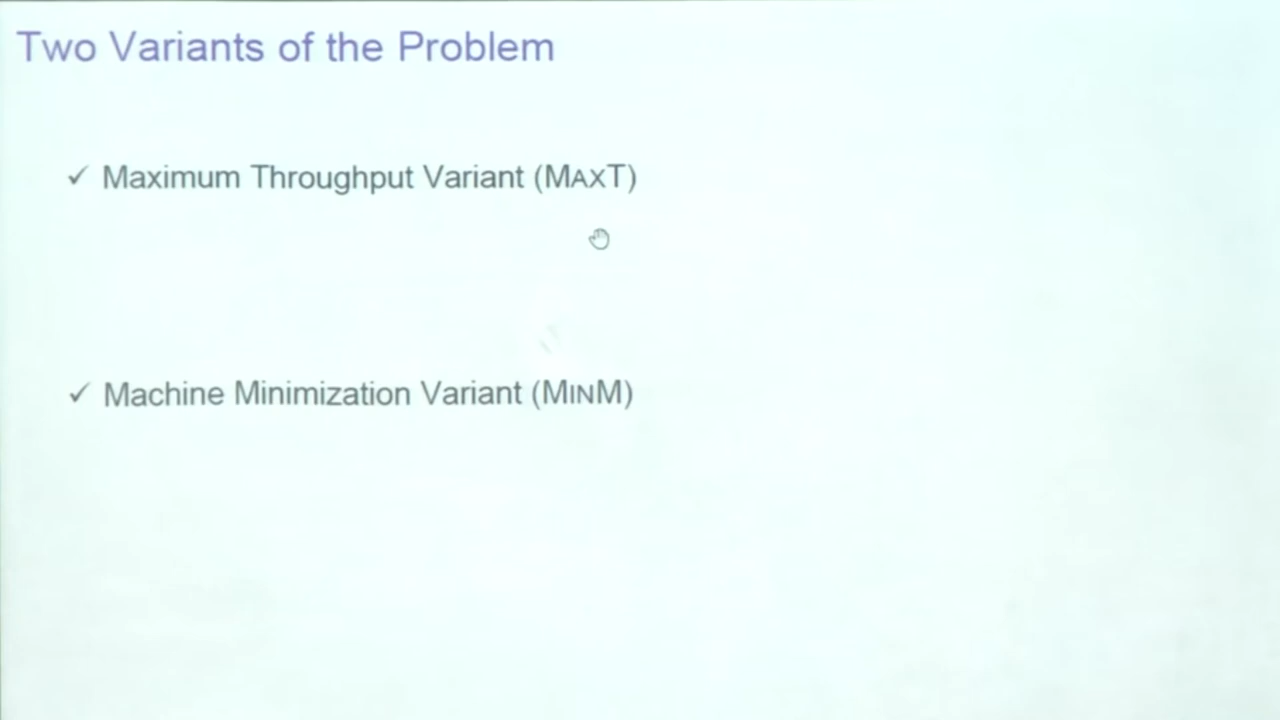 Two Variants of the Problem
✓ Maximum Throughput Variant (MAXT)
✓ Machine Minimization Variant (MINM)